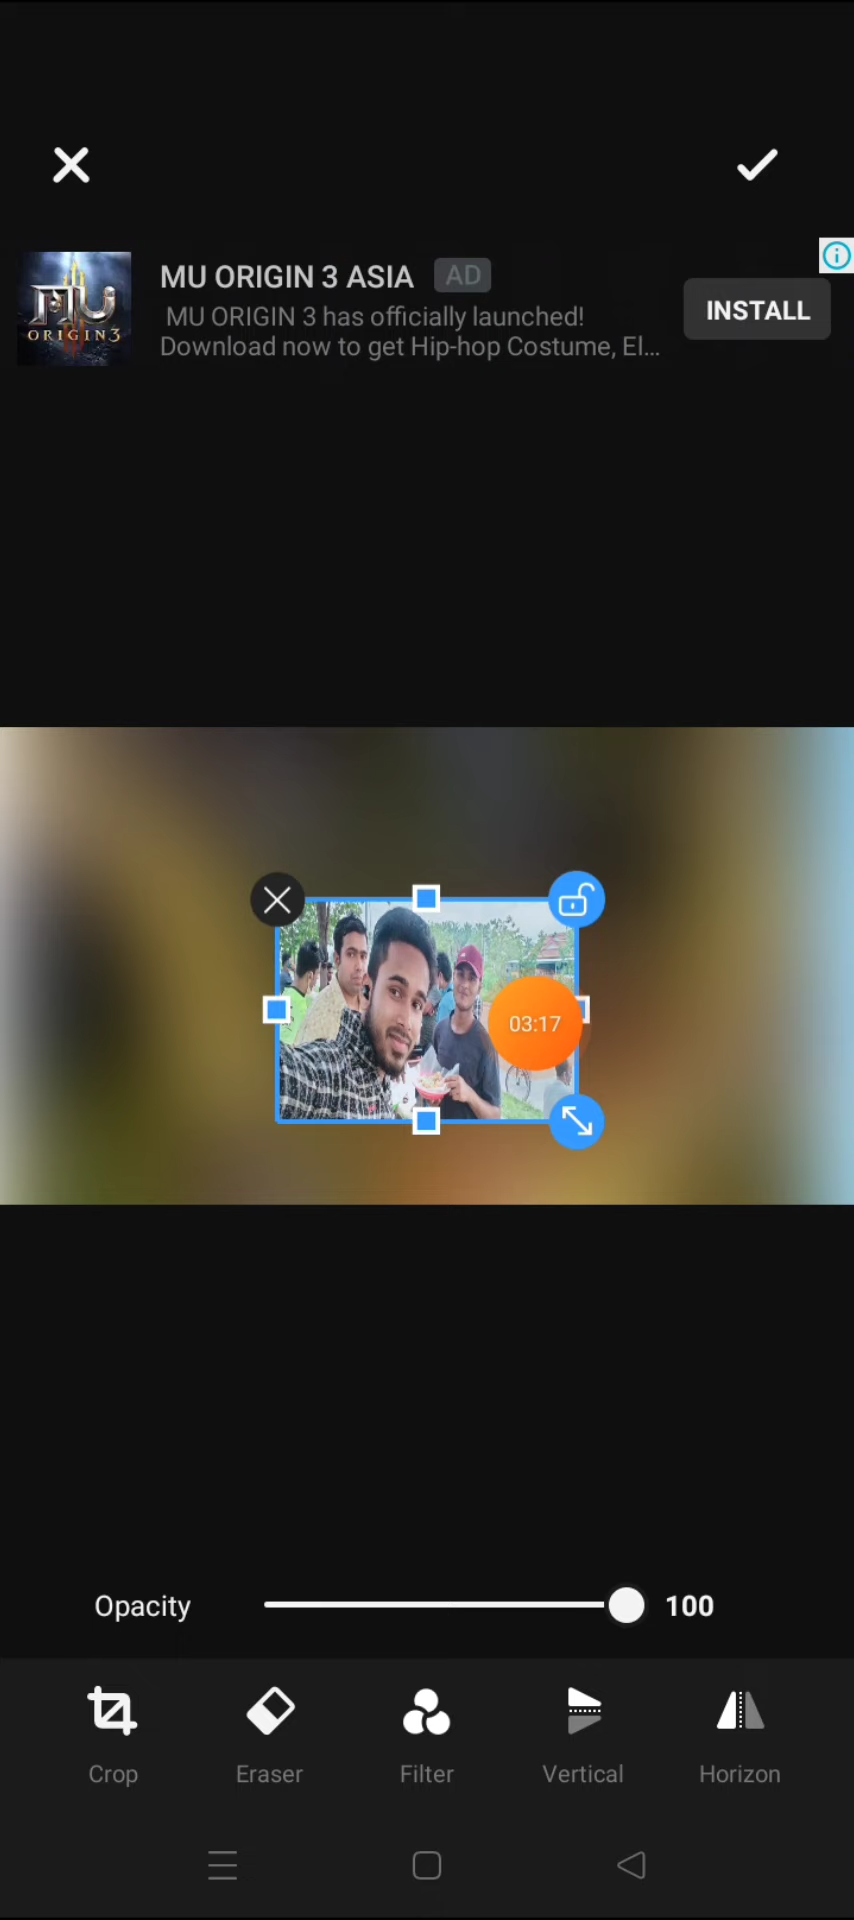 MU ORIGIN 3 ASIA AD
MU ORIGIN 3 has officially launched!
Download now to get Hip-hop Costume, El...
INSTALL
MU
ORIGIN3
03:17
Opacity 100
Crop Eraser Filter Vertical Horizon